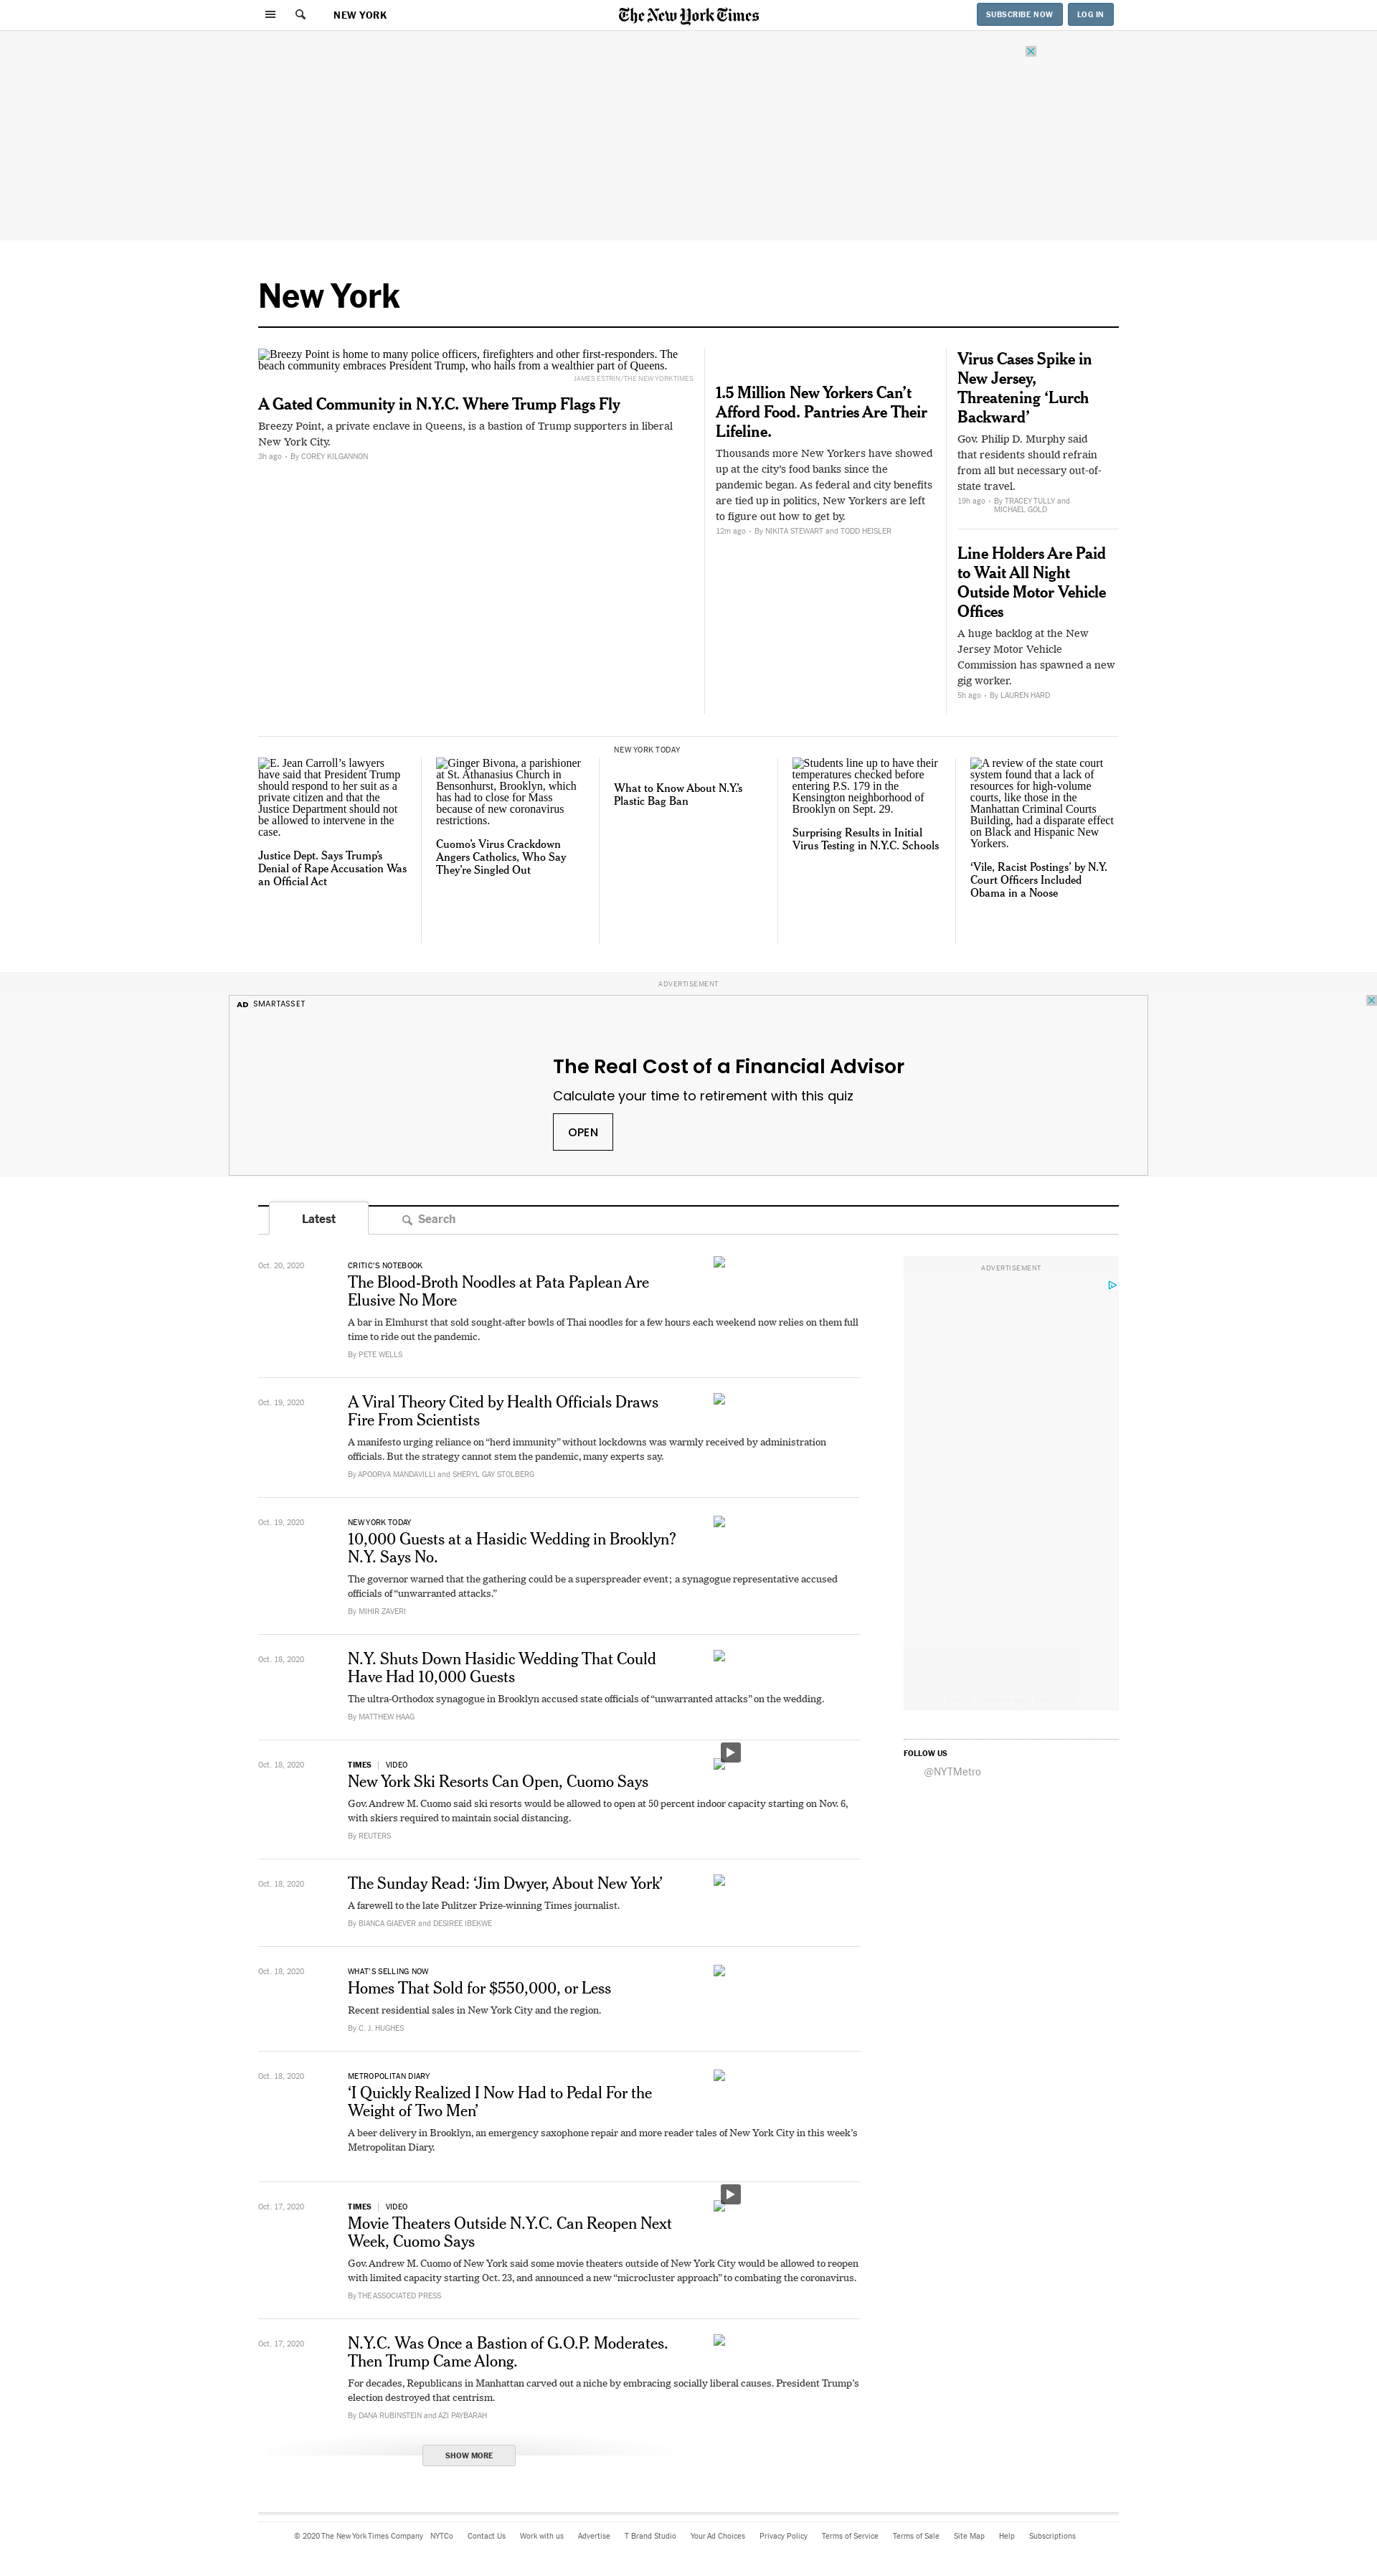 NEW YORK
The New York Times
SUBSCRIBE NOW
LOG IN
New York
Breezy Point is home to many police officers, firefighters and other first-responders. The
beach community embraces President Trump, who hails from a wealthier part of Queens.
JAMES ESTRIN/THE NEW YORK TIMES
A Gated Community in N.Y.C. Where Trump Flags Fly
Breezy Point, a private enclave in Queens, is a bastion of Trump supporters in liberal
New York City.
3h ago • By COREY KILGANNON
1.5 Million New Yorkers Can’t
Afford Food. Pantries Are Their
Lifeline.
Thousands more New Yorkers have showed
up at the city’s food banks since the
pandemic began. As federal and city benefits
are tied up in politics, New Yorkers are left
to figure out how to get by.
12m ago • By NIKITA STEWART and TODD HEISLER
Virus Cases Spike in
New Jersey,
Threatening ‘Lurch
Backward’
Gov. Philip D. Murphy said
that residents should refrain
from all but necessary out-of-
state travel.
19h ago • By TRACEY TULLY and
MICHAEL GOLD
Line Holders Are Paid
to Wait All Night
Outside Motor Vehicle
Offices
A huge backlog at the New
Jersey Motor Vehicle
Commission has spawned a new
gig worker.
5h ago • By LAUREN HARD
E. Jean Carroll’s lawyers
have said that President Trump
should respond to her suit as a
private citizen and that the
Justice Department should not
be allowed to intervene in the
case.
Justice Dept. Says Trump’s
Denial of Rape Accusation Was
an Official Act
Ginger Bivona, a parishioner
at St. Athanasius Church in
Bensonhurst, Brooklyn, which
has had to close for Mass
because of new coronavirus
restrictions.
Cuomo’s Virus Crackdown
Angers Catholics, Who Say
They’re Singled Out
NEW YORK TODAY
What to Know About N.Y.’s
Plastic Bag Ban
Students line up to have their
temperatures checked before
entering P.S. 179 in the
Kensington neighborhood of
Brooklyn on Sept. 29.
Surprising Results in Initial
Virus Testing in N.Y.C. Schools
A review of the state court
system found that a lack of
resources for high-volume
courts, like those in the
Manhattan Criminal Courts
Building, had a disparate effect
on Black and Hispanic New
Yorkers.
‘Vile, Racist Postings’ by N.Y.
Court Officers Included
Obama in a Noose
ADVERTISEMENT
AD SMARTASSET
The Real Cost of a Financial Advisor
Calculate your time to retirement with this quiz
OPEN
Latest
Search
Oct. 20, 2020
CRITIC’S NOTEBOOK
The Blood-Broth Noodles at Pata Paplean Are
Elusive No More
A bar in Elmhurst that sold sought-after bowls of Thai noodles for a few hours each weekend now relies on them full
time to ride out the pandemic.
By PETE WELLS
ADVERTISEMENT
Oct. 19, 2020
A Viral Theory Cited by Health Officials Draws
Fire From Scientists
A manifesto urging reliance on “herd immunity” without lockdowns was warmly received by administration
officials. But the strategy cannot stem the pandemic, many experts say.
By APOORVA MANDAVILLI and SHERYL GAY STOLBERG
Oct. 19, 2020
NEW YORK TODAY
10,000 Guests at a Hasidic Wedding in Brooklyn?
N.Y. Says No.
The governor warned that the gathering could be a superspreader event; a synagogue representative accused
officials of “unwarranted attacks.”
By MIHIR ZAVERI
Oct. 18, 2020
N.Y. Shuts Down Hasidic Wedding That Could
Have Had 10,000 Guests
The ultra-Orthodox synagogue in Brooklyn accused state officials of “unwarranted attacks” on the wedding.
By MATTHEW HAAG
Oct. 18, 2020
TIMES | VIDEO
New York Ski Resorts Can Open, Cuomo Says
Gov. Andrew M. Cuomo said ski resorts would be allowed to open at 50 percent indoor capacity starting on Nov. 6,
with skiers required to maintain social distancing.
By REUTERS
FOLLOW US
@NYTMetro
Oct. 18, 2020
The Sunday Read: ‘Jim Dwyer, About New York’
A farewell to the late Pulitzer Prize-winning Times journalist.
By BIANCA GIAEVER and DESIREE IBEKWE
Oct. 18, 2020
WHAT’S SELLING NOW
Homes That Sold for $550,000, or Less
Recent residential sales in New York City and the region.
By C. J. HUGHES
Oct. 18, 2020
METROPOLITAN DIARY
‘I Quickly Realized I Now Had to Pedal For the
Weight of Two Men’
A beer delivery in Brooklyn, an emergency saxophone repair and more reader tales of New York City in this week’s
Metropolitan Diary.
Oct. 17, 2020
TIMES | VIDEO
Movie Theaters Outside N.Y.C. Can Reopen Next
Week, Cuomo Says
Gov. Andrew M. Cuomo of New York said some movie theaters outside of New York City would be allowed to reopen
with limited capacity starting Oct. 23, and announced a new “microcluster approach” to combating the coronavirus.
By THE ASSOCIATED PRESS
Oct. 17, 2020
N.Y.C. Was Once a Bastion of G.O.P. Moderates.
Then Trump Came Along.
For decades, Republicans in Manhattan carved out a niche by embracing socially liberal causes. President Trump’s
election destroyed that centrism.
By DANA RUBINSTEIN and AZI PAYBARAH
SHOW MORE
© 2020 The New York Times Company NYTCo Contact Us Work with us Advertise T Brand Studio Your Ad Choices Privacy Policy Terms of Service Terms of Sale Site Map Help Subscriptions